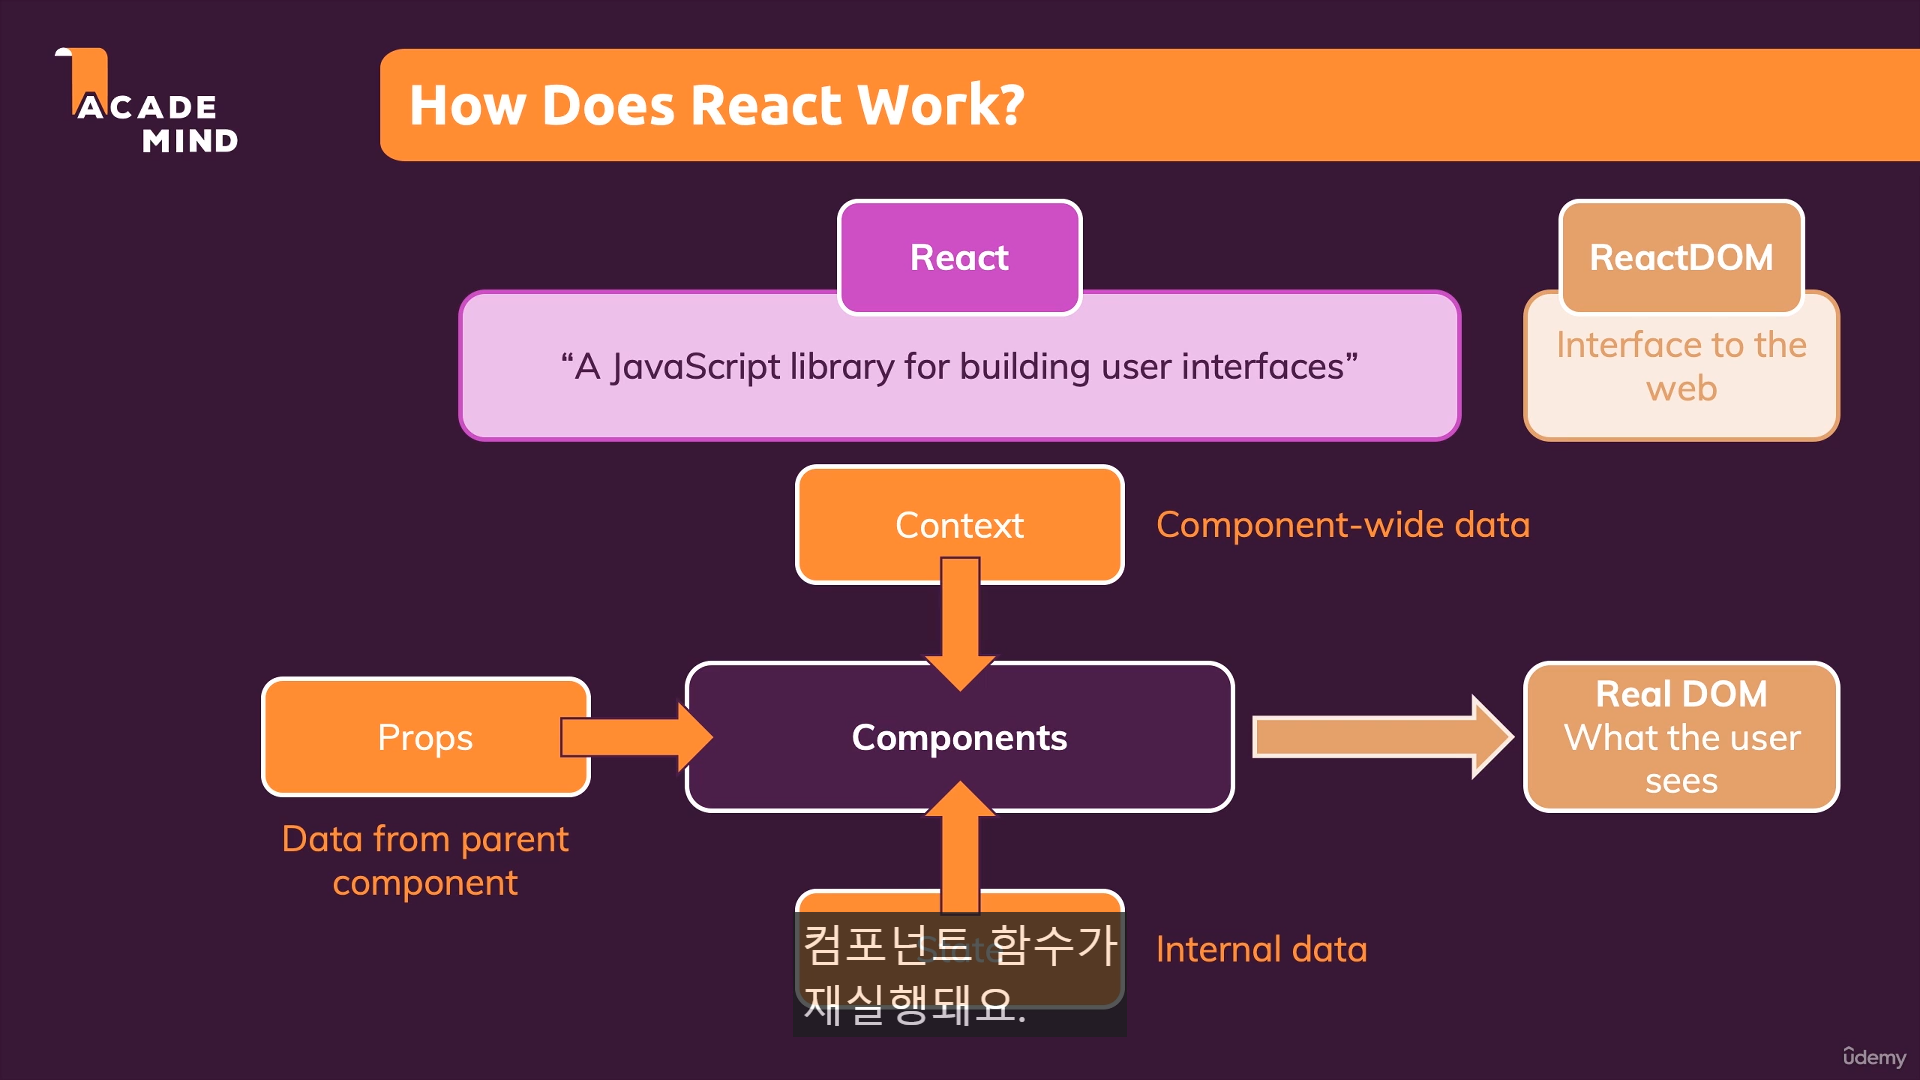 ACADE
MIND
How Does React Work?
React
ReactDOM
“A JavaScript library for building user interfaces”
Interface to the
web
Context
Component-wide data
Props
Components
Real DOM
What the user
sees
Data from parent
component
State
Internal data
컴포넌트 함수가
재실행돼요.
udemy